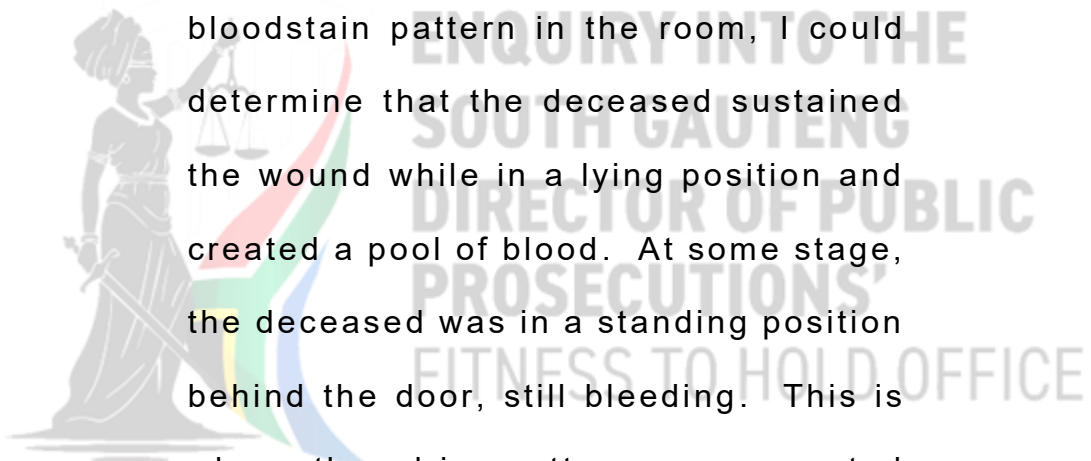 bloodstain pattern in the room, I could
determine that the deceased sustained
the wound while in a lying position and
created a pool of blood. At some stage,
the deceased was in a standing position
behind the door, still bleeding. This is
ENQUIRY INTO THE
SOUTH GAUTENG
DIRECTOR OF PUBLIC
PROSECUTIONS'
FITNESS TO HOLD OFFICE